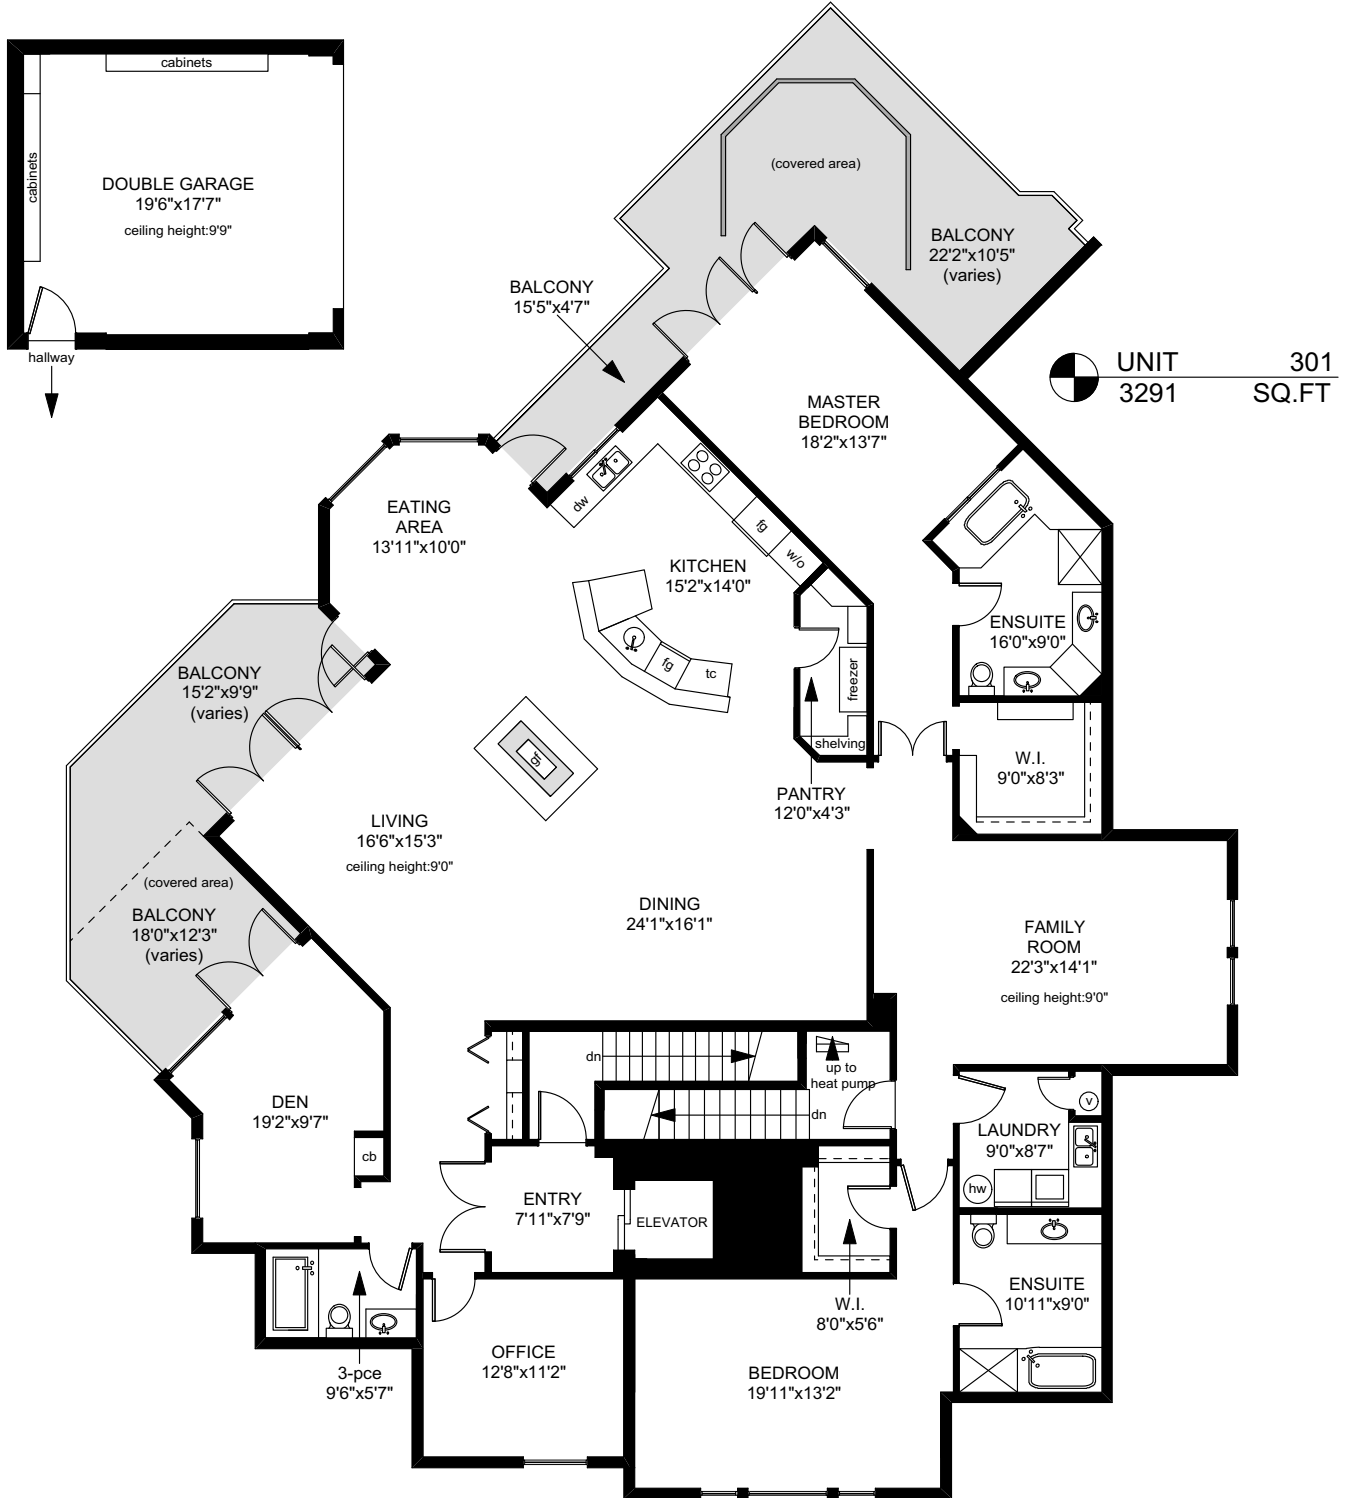 cabinets
cabinets
DOUBLE GARAGE
19'6"x17'7"
ceiling height:9'9"
hallway
(covered area)
BALCONY
22'2"x10'5"
(varies)
BALCONY
15'5"x4'7"
UNIT 301
3291 SQ.FT
MASTER
BEDROOM
18'2"x13'7"
EATING
AREA
13'11"x10'0"
dw
fg
w/o
KITCHEN
15'2"x14'0"
fg
tc
ENSUITE
16'0"x9'0"
freezer
shelving
BALCONY
15'2"x9'9"
(varies)
gf
W.I.
9'0"x8'3"
PANTRY
12'0"x4'3"
LIVING
16'6"x15'3"
ceiling height:9'0"
(covered area)
BALCONY
18'0"x12'3"
(varies)
DINING
24'1"x16'1"
FAMILY
ROOM
22'3"x14'1"
ceiling height:9'0"
dn
up to
heat pump
dn
DEN
19'2"x9'7"
cb
v
LAUNDRY
9'0"x8'7"
hw
ENTRY
7'11"x7'9"
ELEVATOR
W.I.
8'0"x5'6"
ENSUITE
10'11"x9'0"
OFFICE
12'8"x11'2"
3-pce
9'6"x5'7"
BEDROOM
19'11"x13'2"